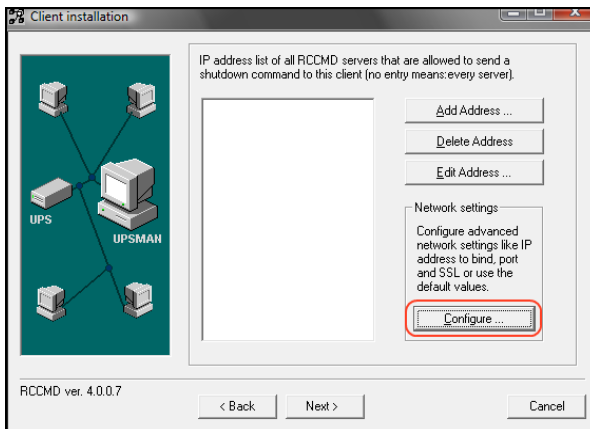 Client installation
IP address list of all RCCMD servers that are allowed to send a
shutdown command to this client (no entry means:every server).
Add Address ...
Delete Address
Edit Address ...
UPS
UPSMAN
Network settings
Configure advanced
network settings like IP
address to bind, port
and SSL or use the
default values.
Configure ...
RCCMD ver. 4.0.0.7
< Back
Next >
Cancel